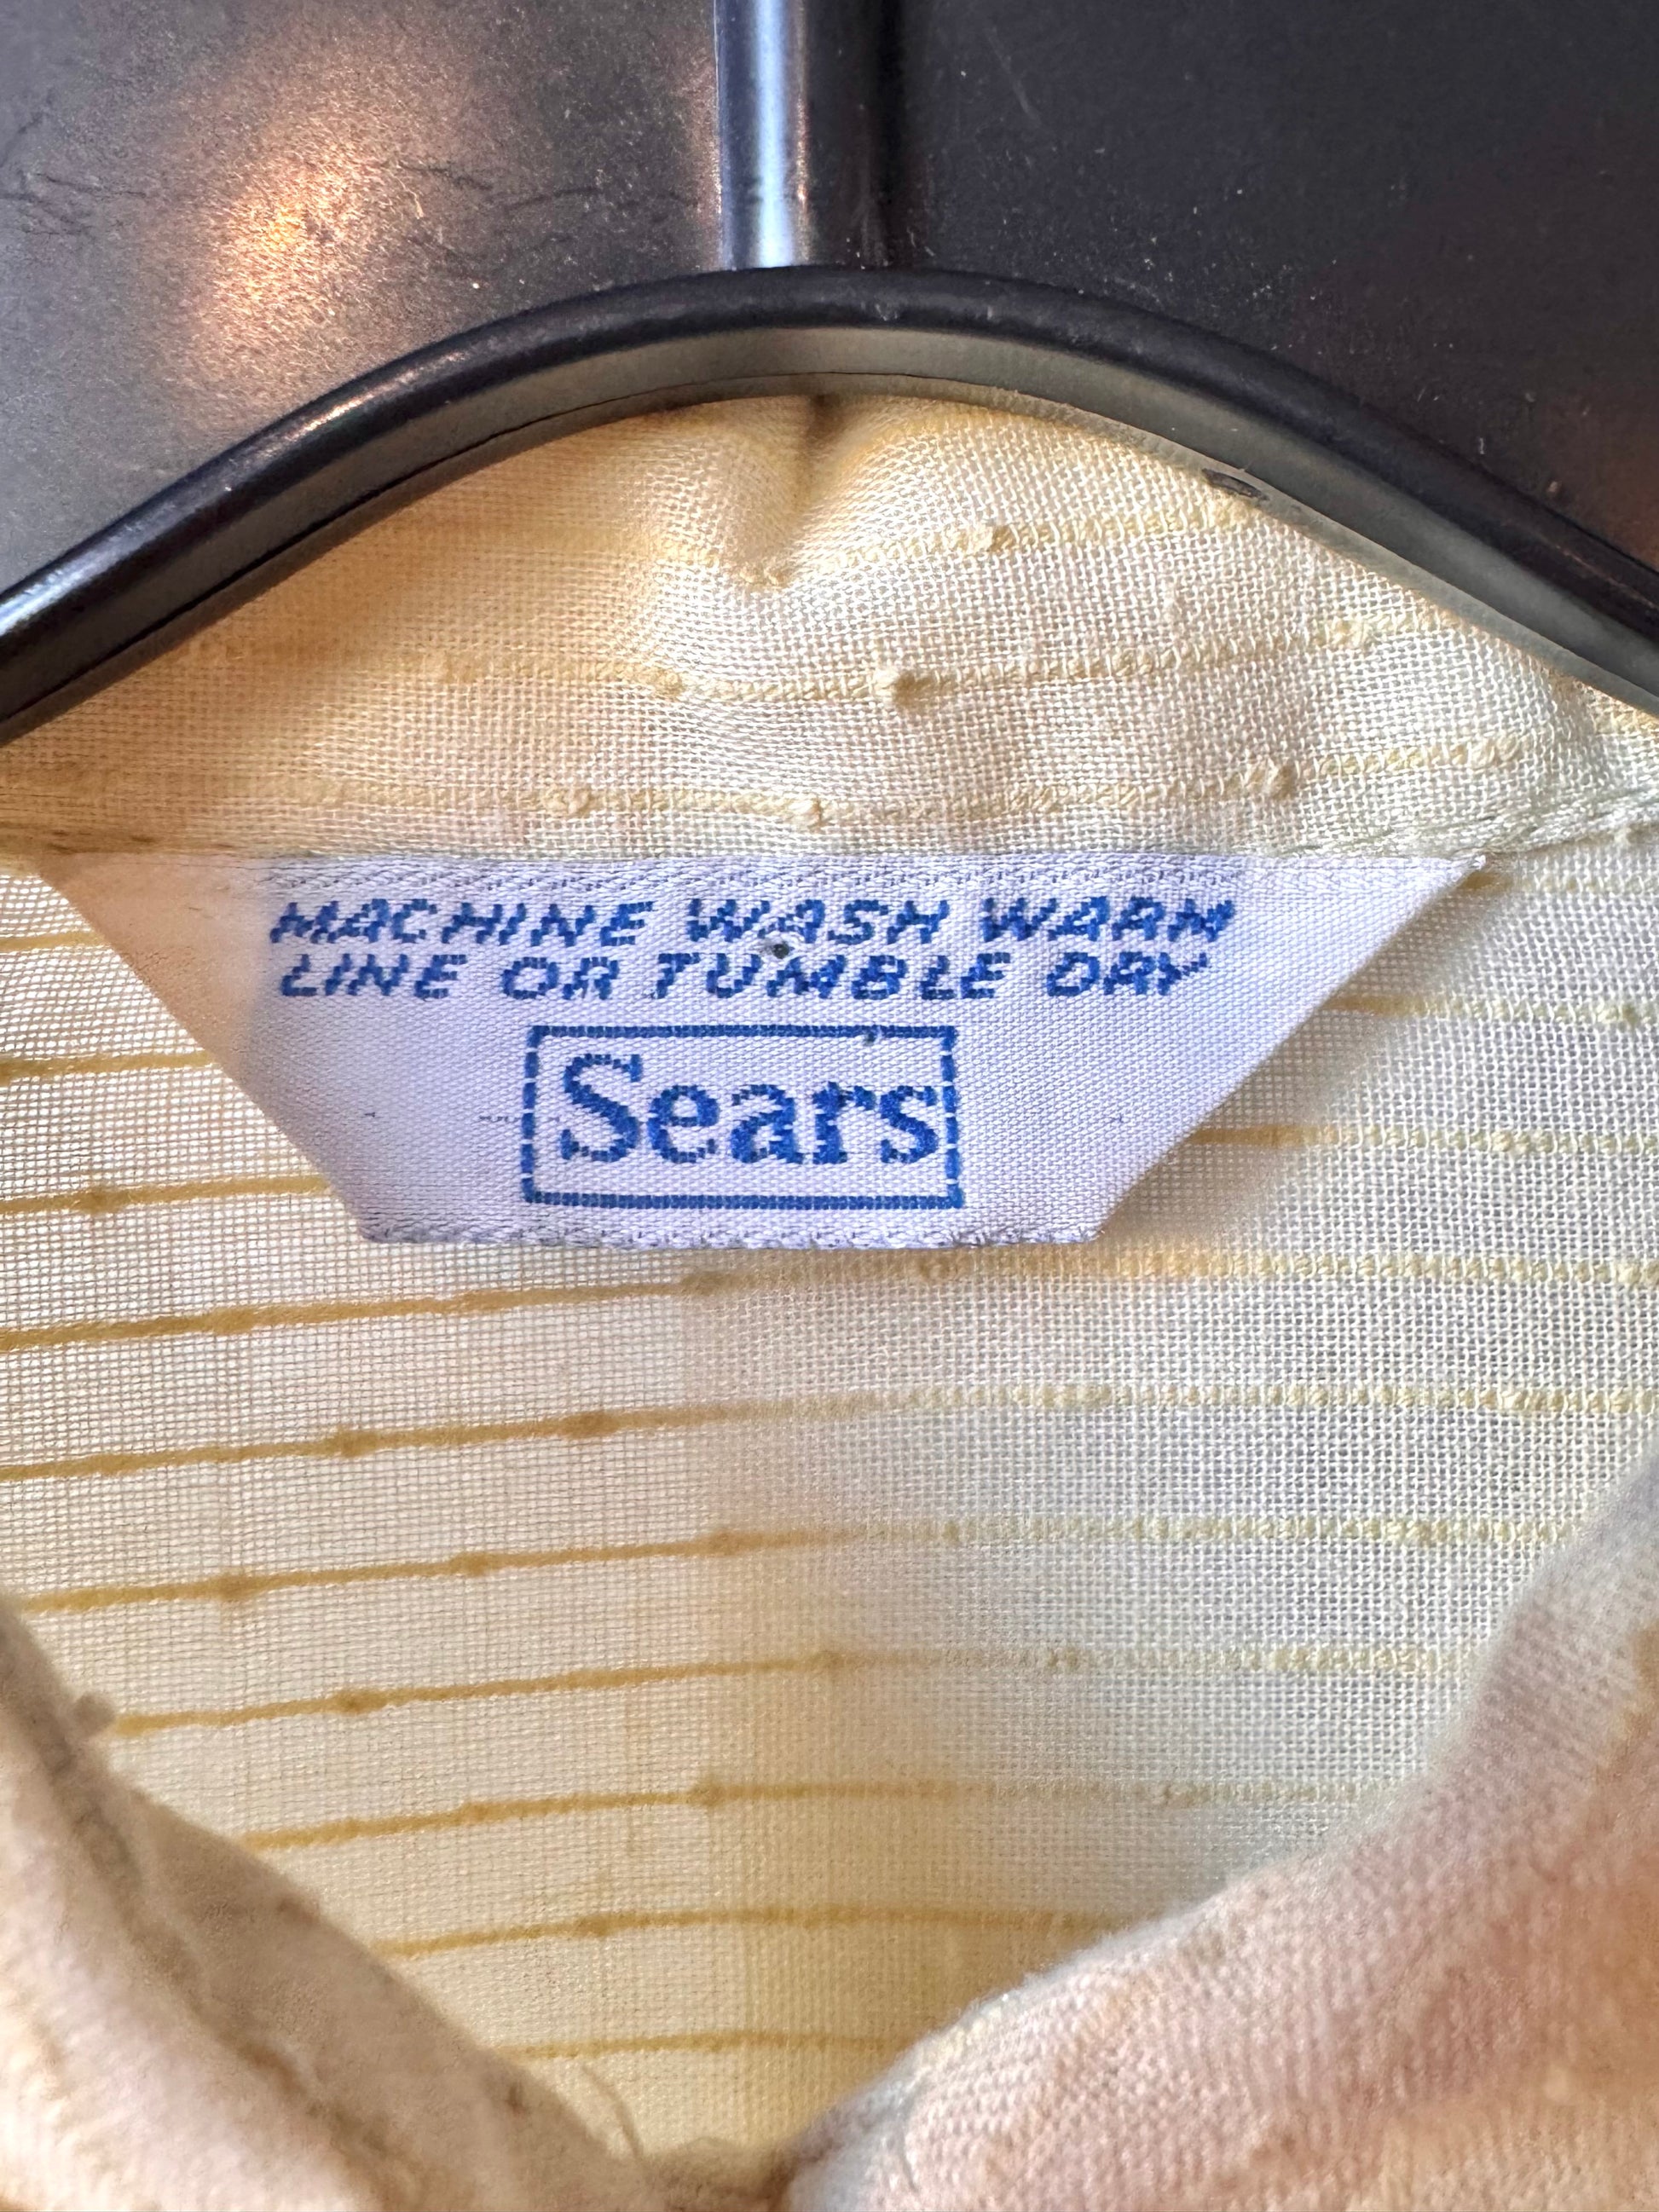 MACHINE WASH WARM
LINE OR TUMBLE DRY
Sears